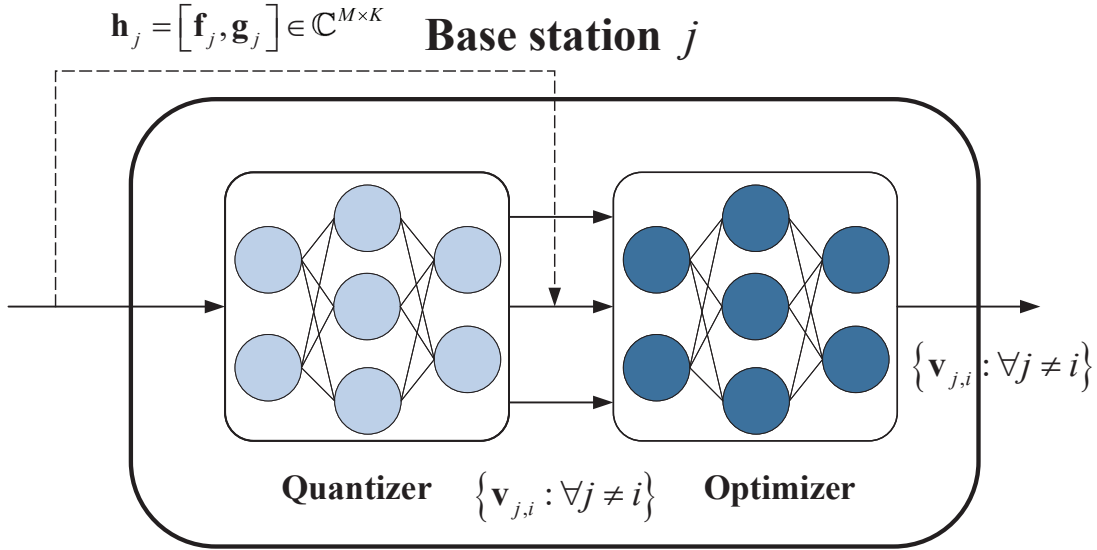 𝐡_j = [𝐟_j, 𝐠_j] ∈ ℂ^{M×K}
Base station j
{𝐯_{j,i} : ∀j ≠ i}
Quantizer
{𝐯_{j,i} : ∀j ≠ i}
Optimizer